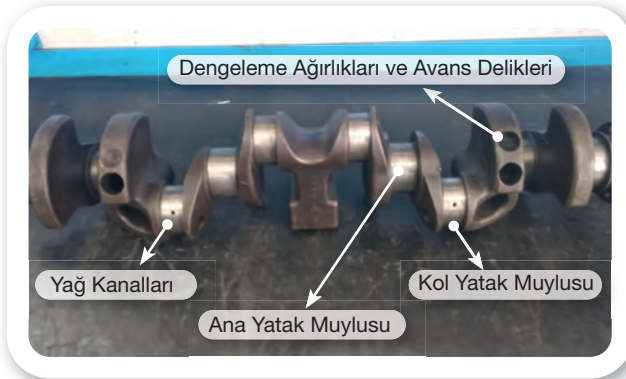 Dengeleme Ağırlıkları ve Avans Delikleri
Yağ Kanalları
Kol Yatak Muylusu
Ana Yatak Muylusu